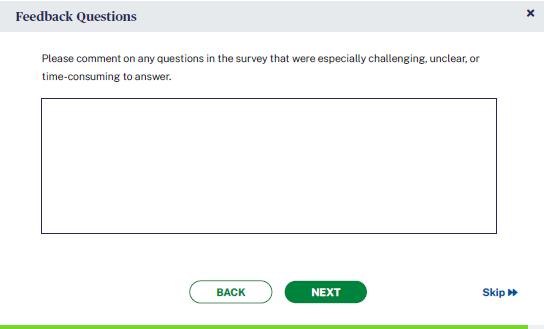 Feedback Questions
×
Please comment on any questions in the survey that were especially challenging, unclear, or
time-consuming to answer.
BACK
NEXT
Skip